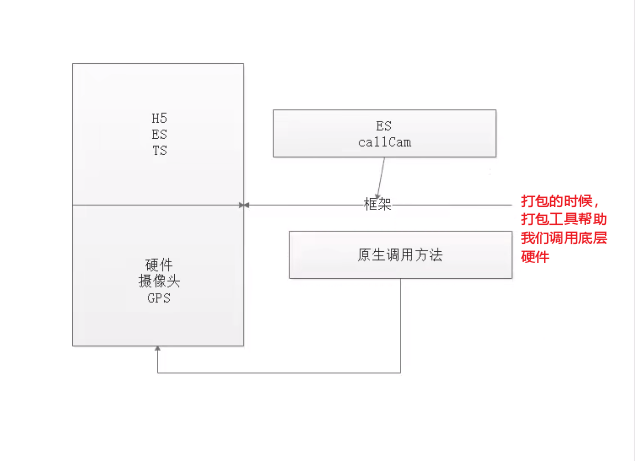 H5
ES
TS
ES
callCam
框架
打包的时候，
打包工具帮助
我们调用底层
硬件
硬件
摄像头
GPS
原生调用方法